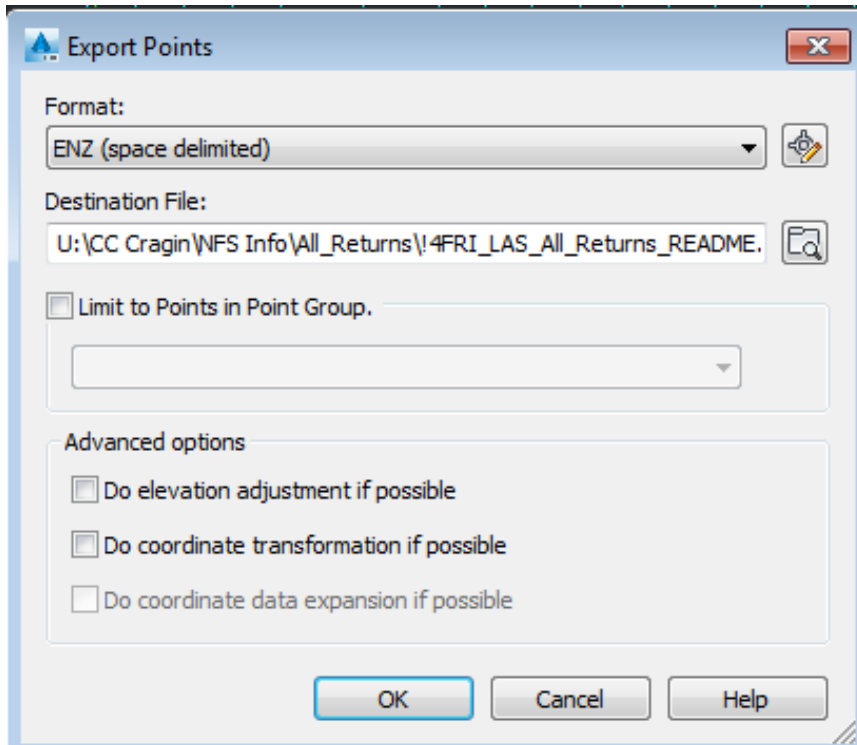 Export Points
Format:
ENZ (space delimited)
Destination File:
U:\CC Cragin\NFS Info\All_Returns\!4FRI_LAS_All_Returns_README.
Limit to Points in Point Group.
Advanced options
Do elevation adjustment if possible
Do coordinate transformation if possible
Do coordinate data expansion if possible
OK Cancel Help